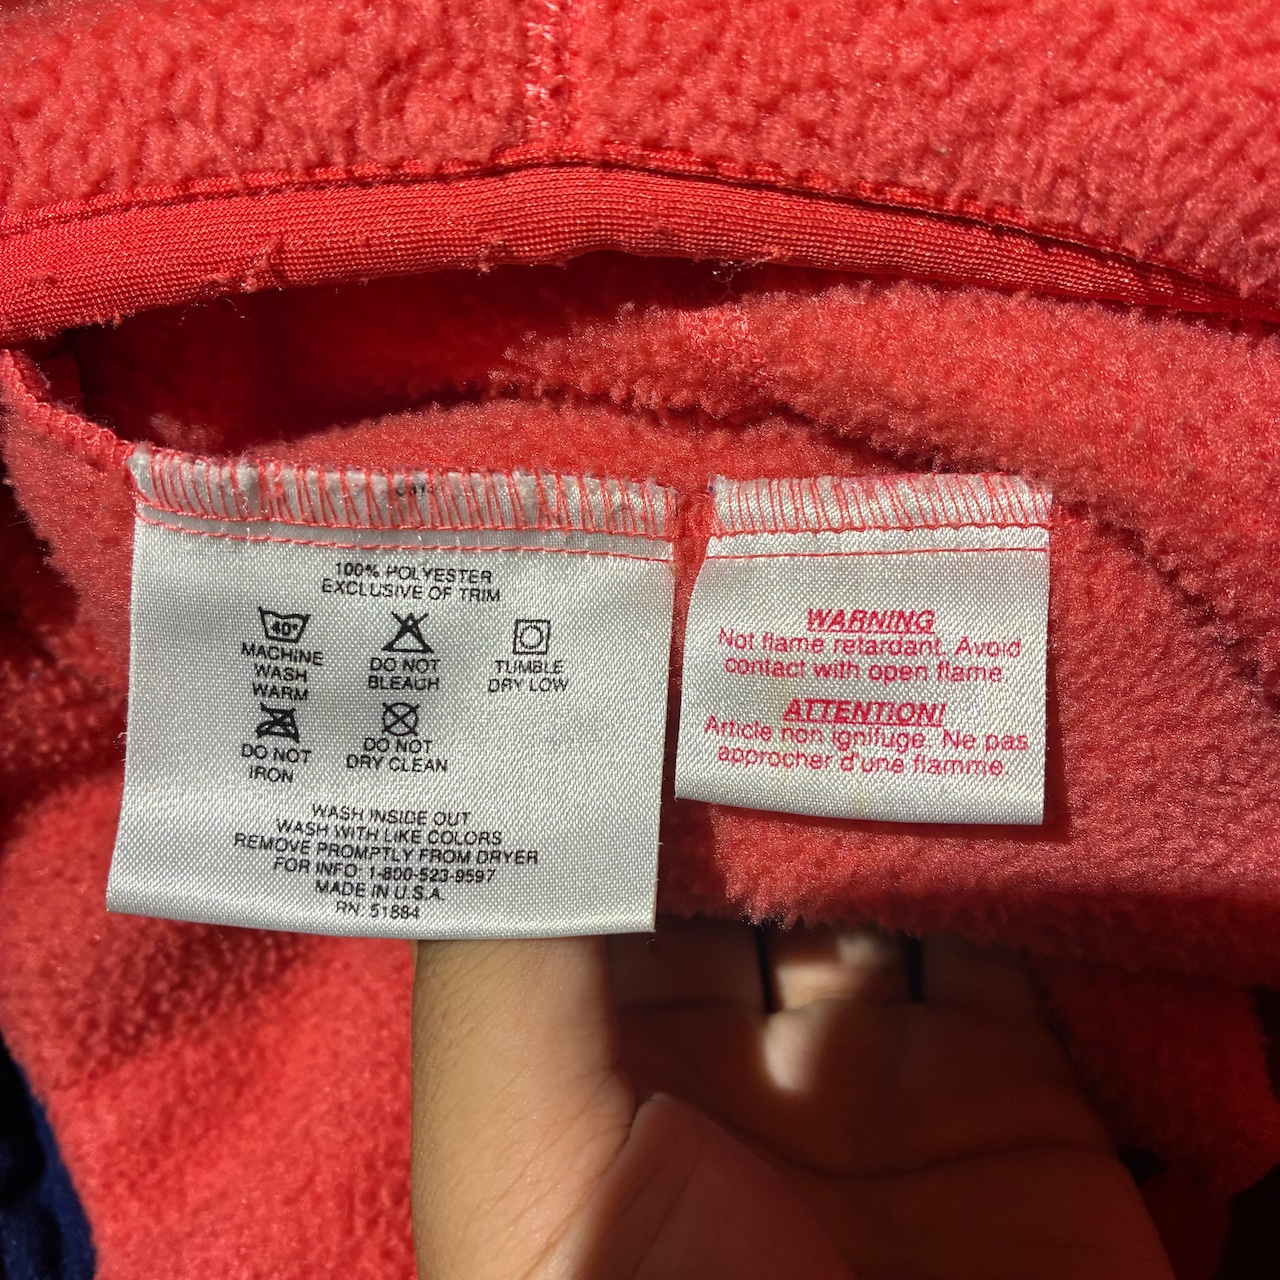 100% POLYESTER
EXCLUSIVE OF TRIM
40°
MACHINE
WASH
WARM
DO NOT
BLEACH
TUMBLE
DRY LOW
DO NOT
IRON
DO NOT
DRY CLEAN
WASH INSIDE OUT
WASH WITH LIKE COLORS
REMOVE PROMPTLY FROM DRYER
FOR INFO: 1-800-523-9597
MADE IN U.S.A.
RN: 51884
WARNING
Not flame retardant. Avoid
contact with open flame
ATTENTION!
Article non ignifuge. Ne pas
approcher d'une flamme.